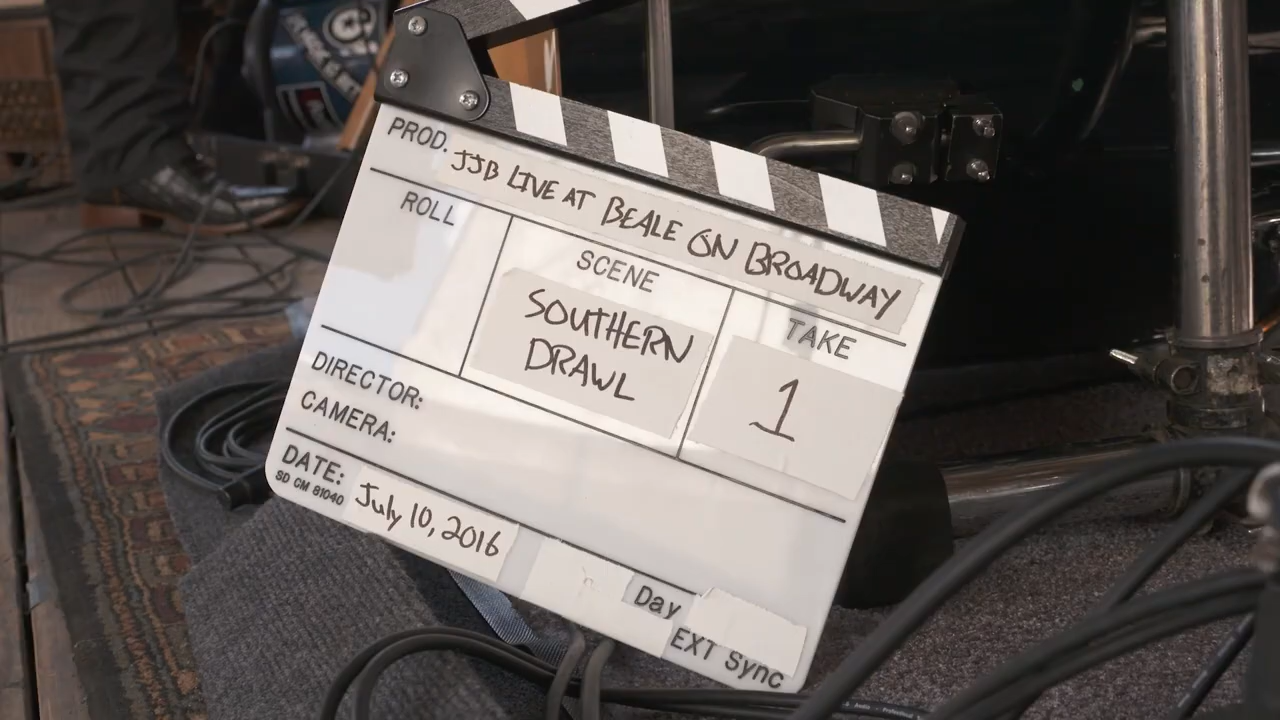 PROD. JJB LIVE AT BEALE ON BROADWAY
ROLL
SCENE
SOUTHERN
DRAWL
TAKE
1
DIRECTOR:
CAMERA:
DATE: July 10, 2016
SD CM 81040
Day
EXT Sync